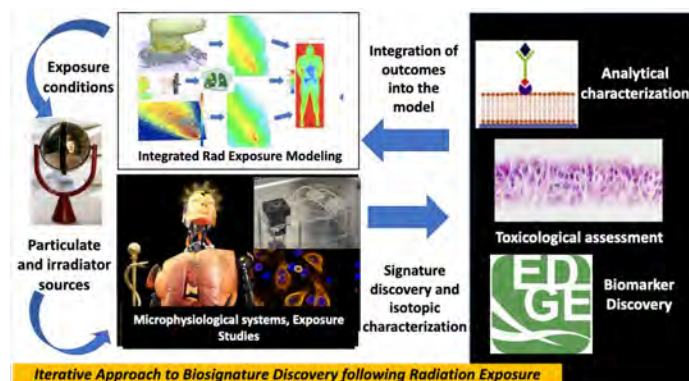 Exposure
conditions
Particulate
and irradiator
sources
Integrated Rad Exposure Modeling
Microphysiological systems, Exposure
Studies
Integration of
outcomes
into the
model
Signature
discovery and
isotopic
characterization
Analytical
characterization
Toxicological assessment
ED
GE
Biomarker
Discovery
Iterative Approach to Biosignature Discovery following Radiation Exposure